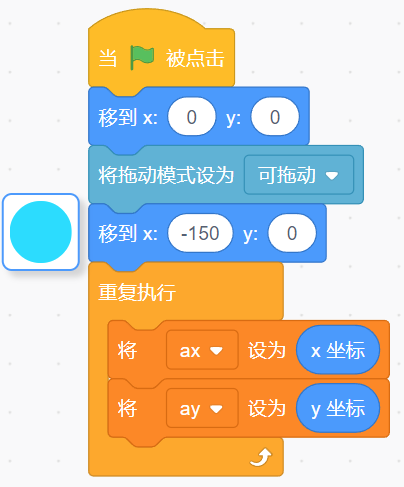 当 被点击
移到 x: 0 y: 0
将拖动模式设为 可拖动
移到 x: -150 y: 0
重复执行
将 ax 设为 x 坐标
将 ay 设为 y 坐标